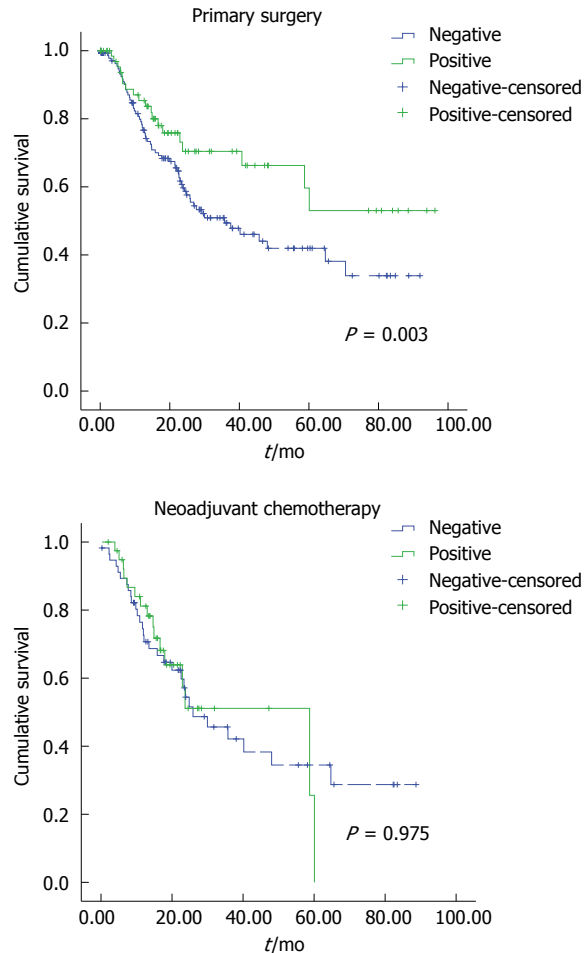 Primary surgery
Negative
Positive
Negative-censored
Positive-censored
1.0
0.8
0.6
0.4
0.2
0.0
Cumulative survival
P = 0.003
0.00 20.00 40.00 60.00 80.00 100.00
t/mo
Neoadjuvant chemotherapy
Negative
Positive
Negative-censored
Positive-censored
1.0
0.8
0.6
0.4
0.2
0.0
Cumulative survival
P = 0.975
0.00 20.00 40.00 60.00 80.00 100.00
t/mo